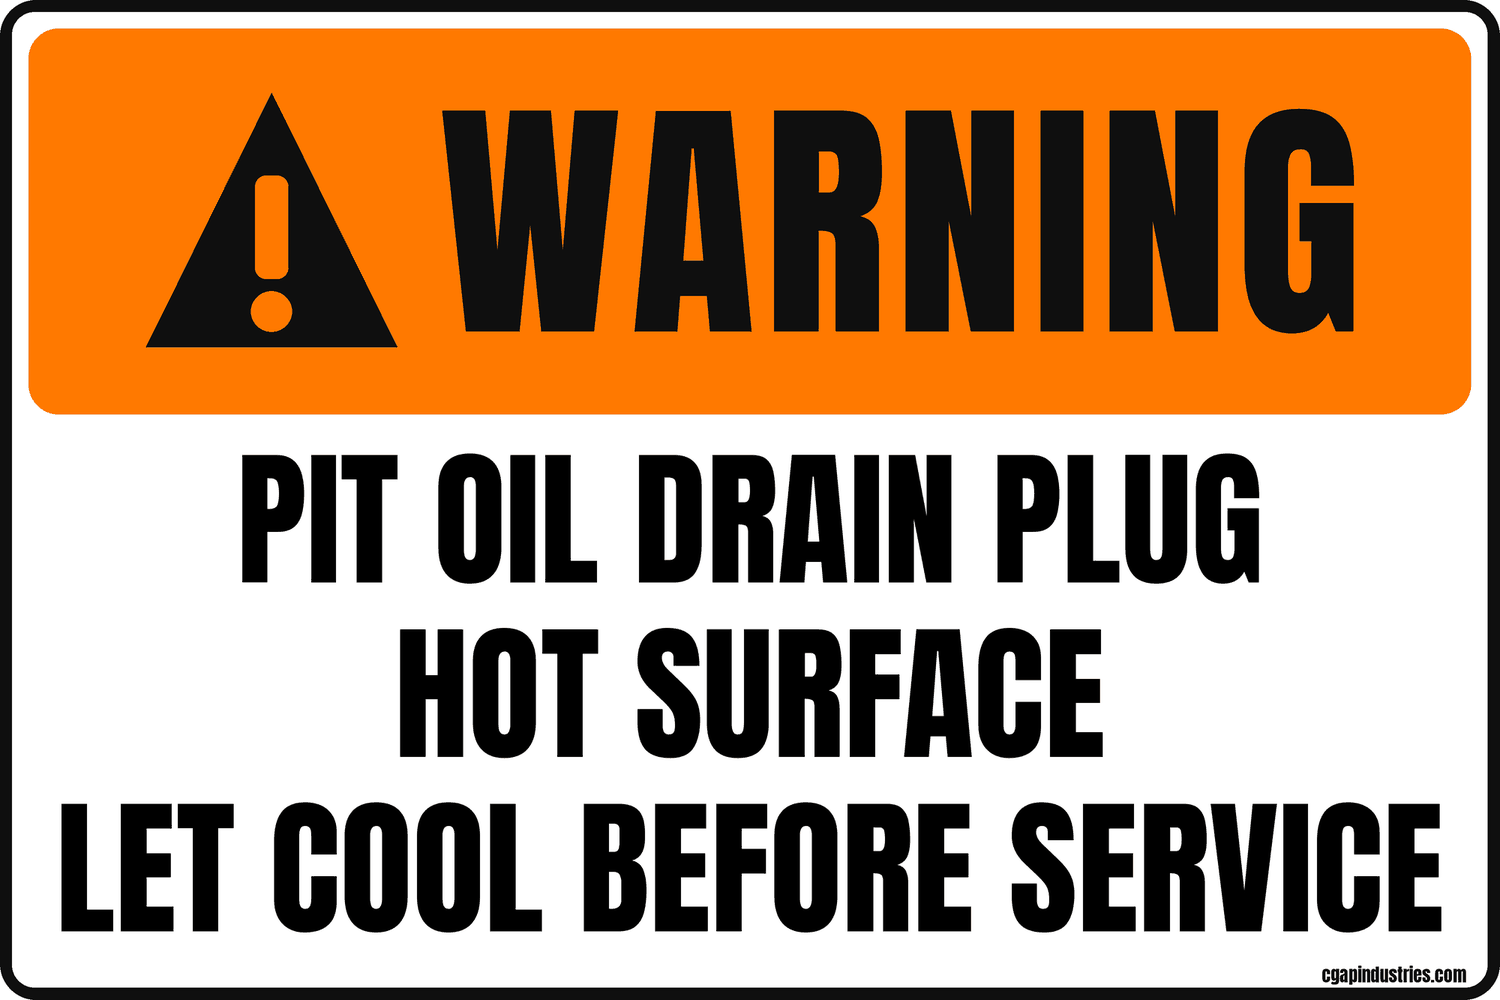 WARNING
PIT OIL DRAIN PLUG
HOT SURFACE
LET COOL BEFORE SERVICE
cgapindustries.com